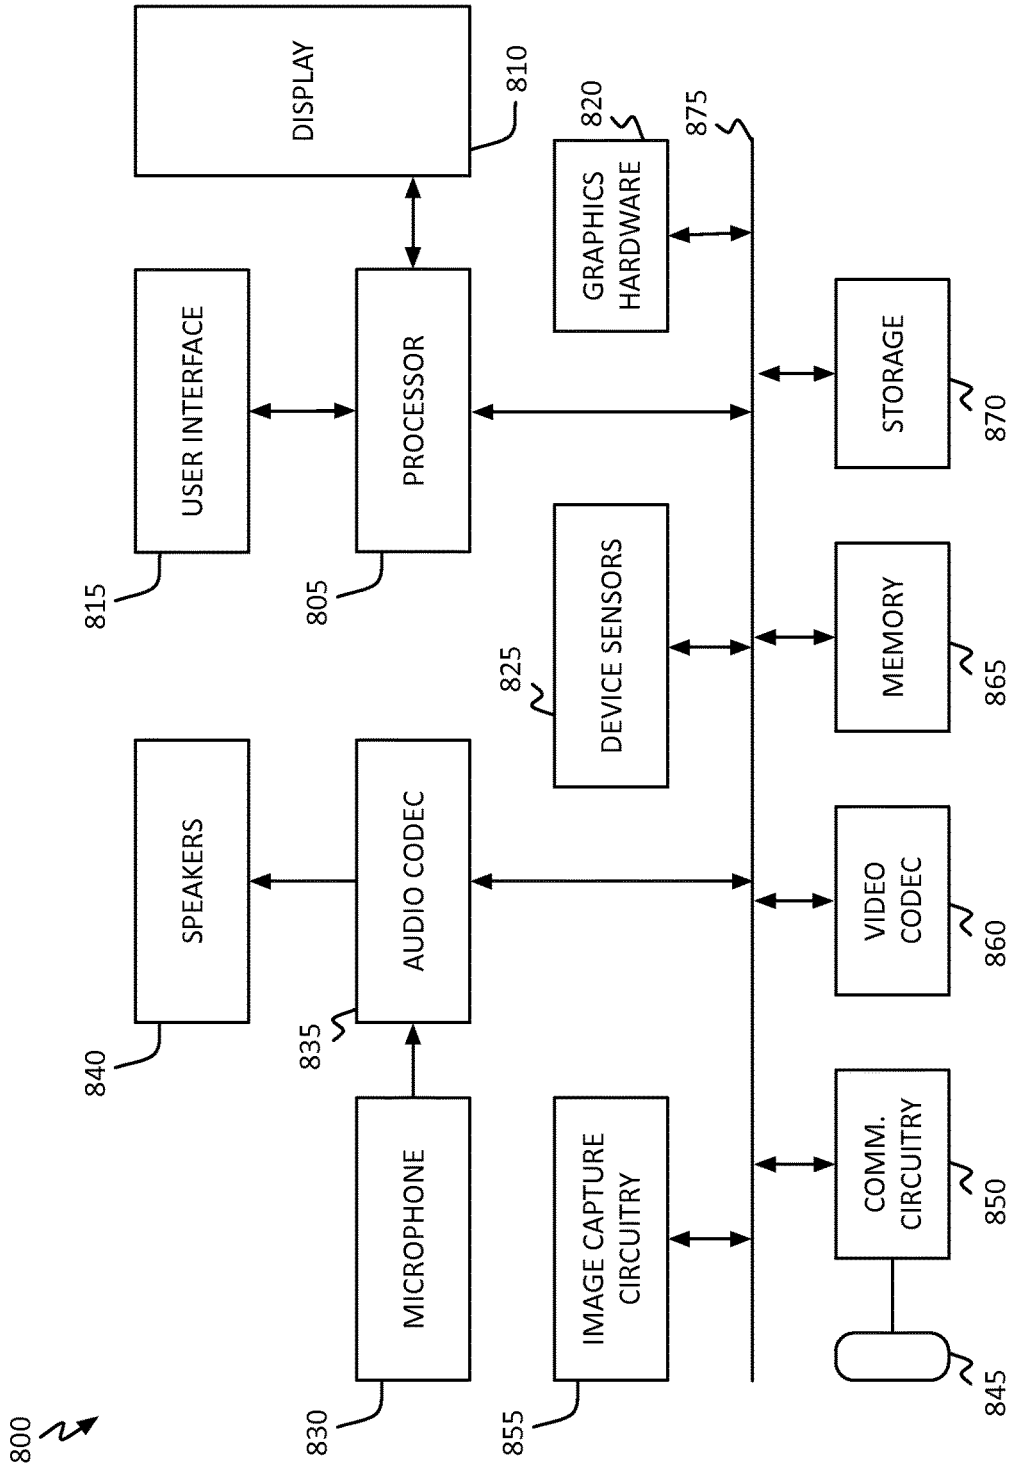 800
840
815
SPEAKERS
USER INTERFACE
DISPLAY
830
835
805
MICROPHONE
AUDIO CODEC
PROCESSOR
810
855
825
820
IMAGE CAPTURE
CIRCUITRY
DEVICE SENSORS
GRAPHICS
HARDWARE
875
COMM.
CIRCUITRY
VIDEO
CODEC
MEMORY
STORAGE
845
850
860
865
870